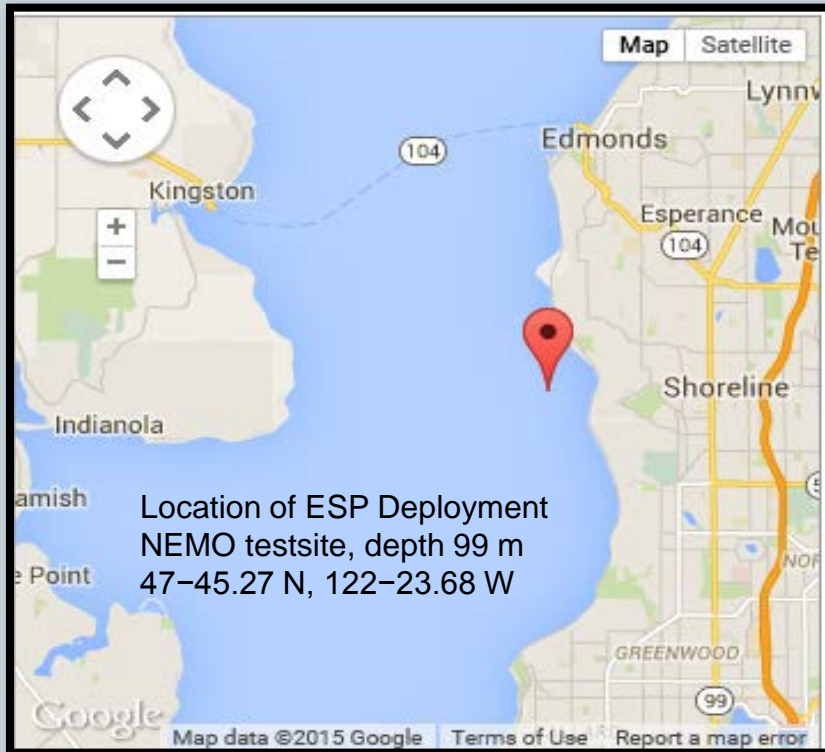 Map Satellite
Lynnw
104
Edmonds
Kingston
Esperance
Mou
Te
104
+
−
Shoreline
Indianola
amish
Location of ESP Deployment
NEMO testsite, depth 99 m
e Point
47−45.27 N, 122−23.68 W
NOR
GREENWOOD
99
Google
Map data ©2015 Google Terms of Use Report a map error